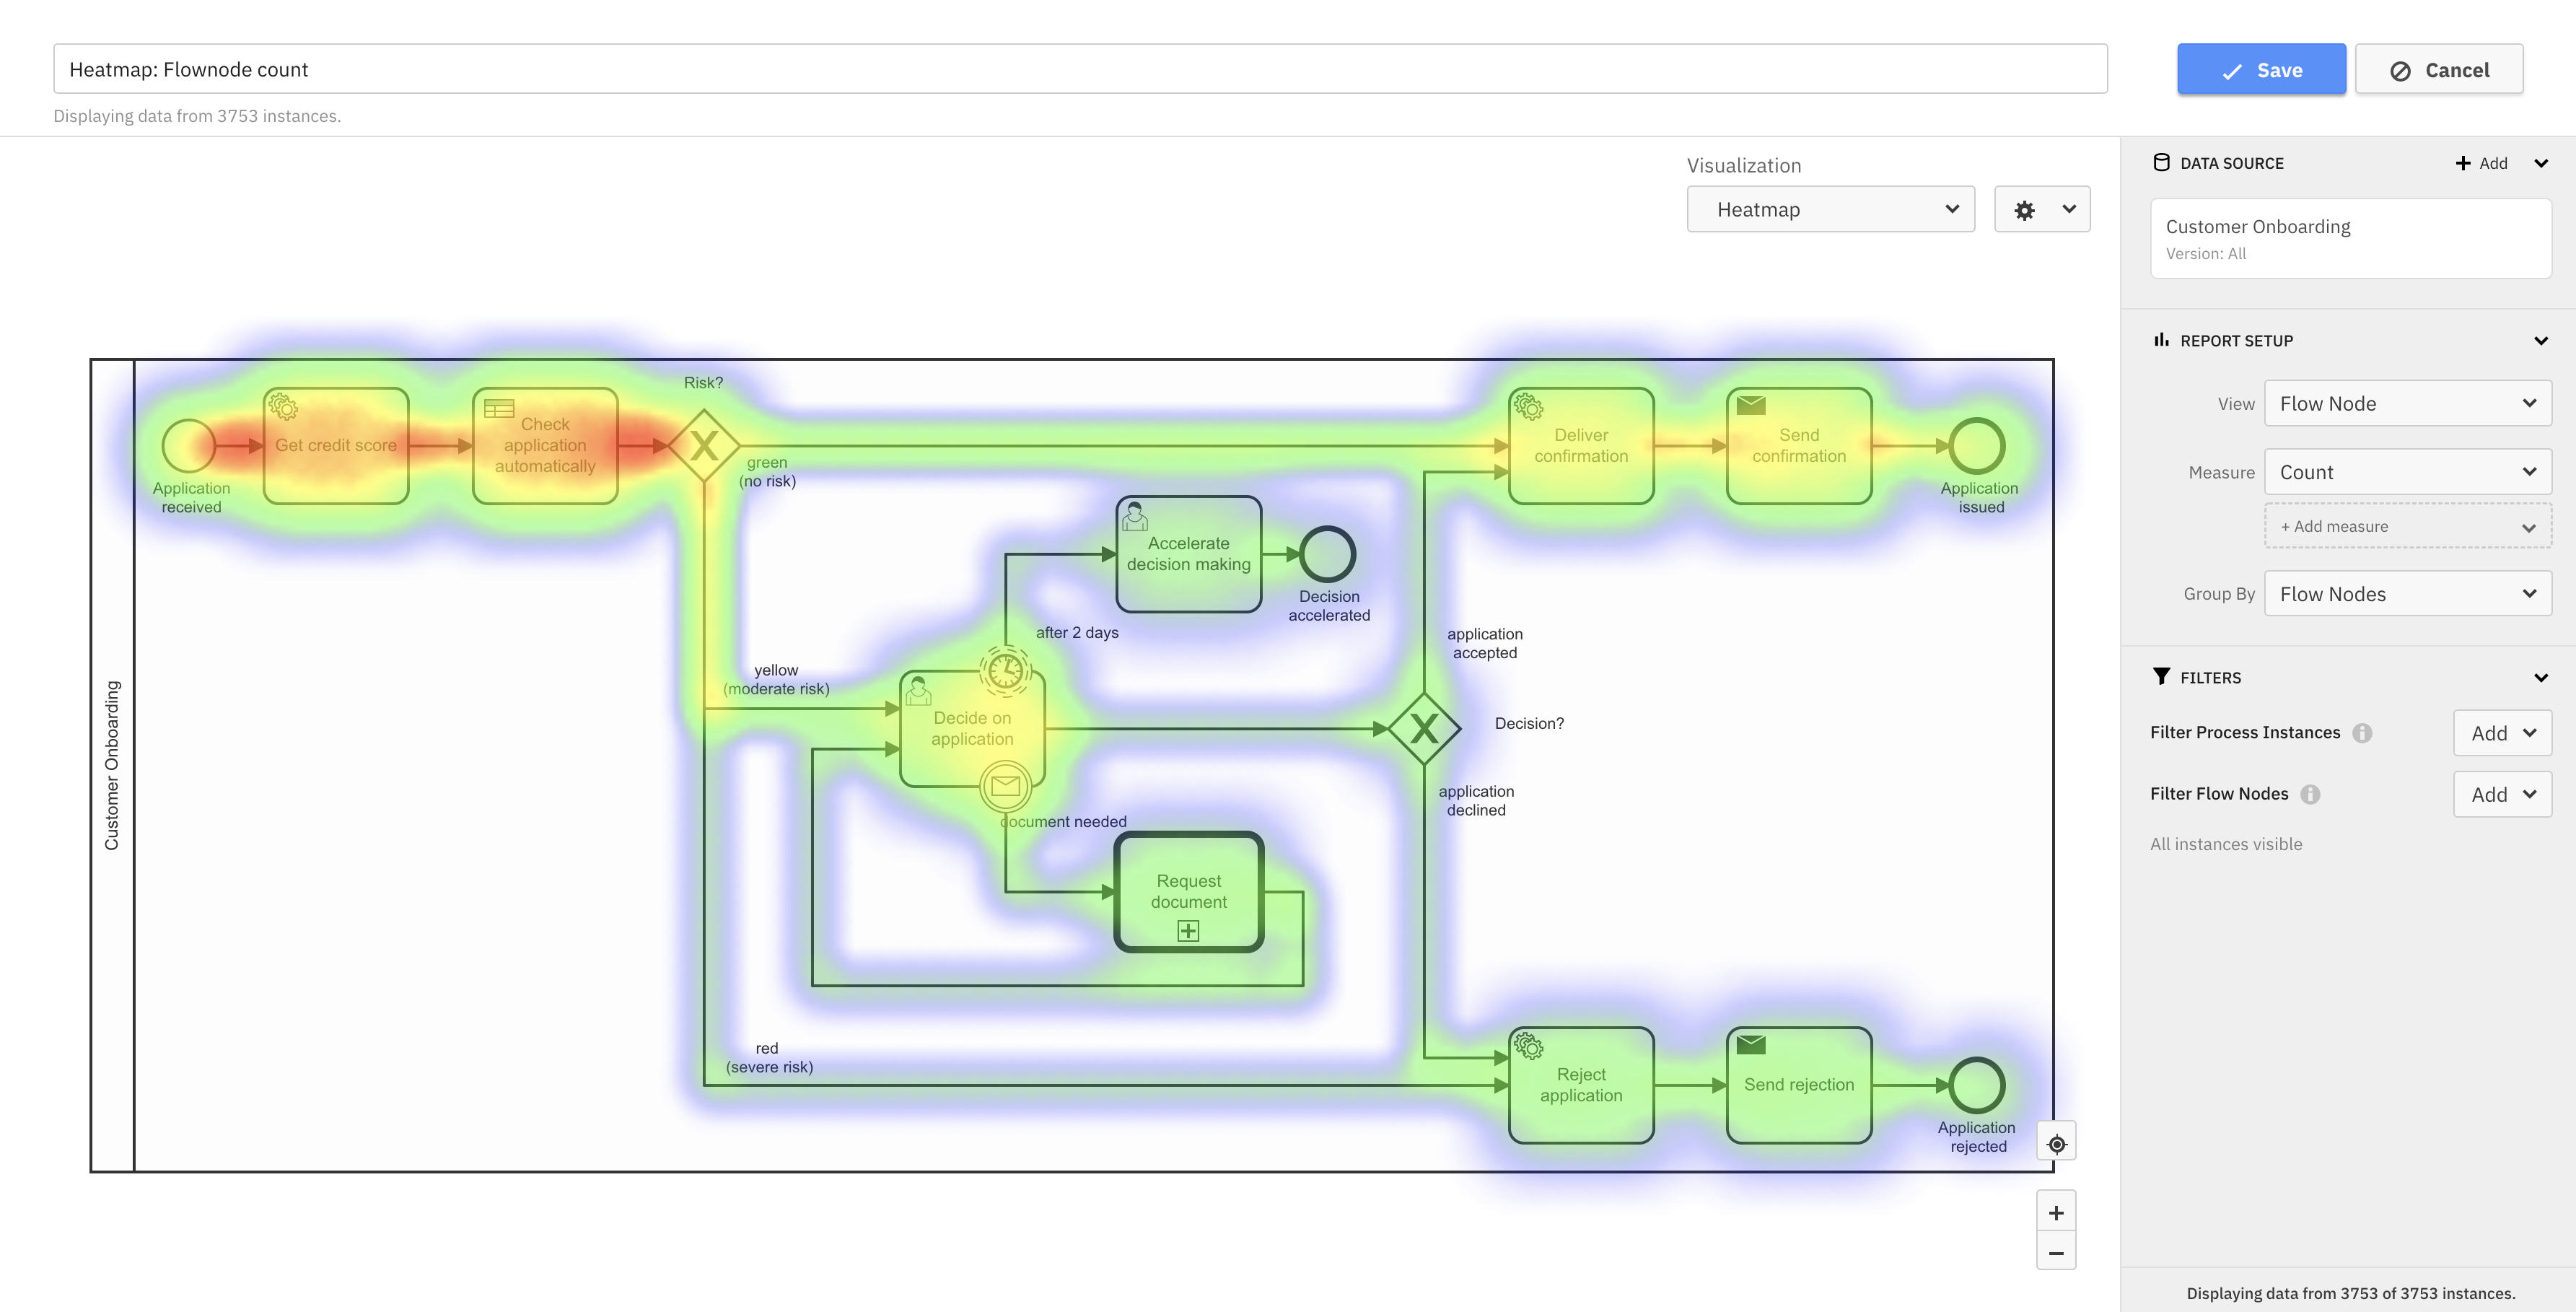 Heatmap: Flownode count
Save
Cancel
Displaying data from 3753 instances.
Visualization
Heatmap
DATA SOURCE
Add
Customer Onboarding
Version: All
REPORT SETUP
View
Flow Node
Measure
Count
+ Add measure
Group By
Flow Nodes
FILTERS
Filter Process Instances
Add
Filter Flow Nodes
Add
All instances visible
Displaying data from 3753 of 3753 instances.
Customer Onboarding
Application
received
Get credit score
Check
application
automatically
Risk?
green
(no risk)
Deliver
confirmation
Send
confirmation
Application
issued
Accelerate
decision making
Decision
accelerated
after 2 days
application
accepted
yellow
(moderate risk)
Decide on
application
Decision?
application
declined
document needed
Request
document
red
(severe risk)
Reject
application
Send rejection
Application
rejected